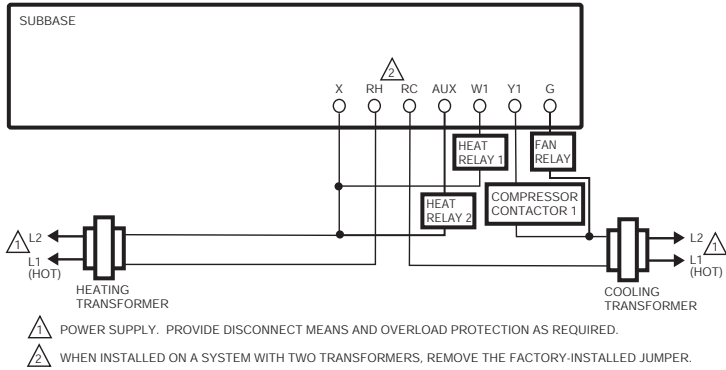 SUBBASE
2
X RH RC AUX W1 Y1 G
HEAT
RELAY 1
FAN
RELAY
HEAT
RELAY 2
COMPRESSOR
CONTACTOR 1
1
L2
L1
(HOT)
HEATING
TRANSFORMER
L2
1
L1
(HOT)
COOLING
TRANSFORMER
1 POWER SUPPLY. PROVIDE DISCONNECT MEANS AND OVERLOAD PROTECTION AS REQUIRED.
2 WHEN INSTALLED ON A SYSTEM WITH TWO TRANSFORMERS, REMOVE THE FACTORY-INSTALLED JUMPER.